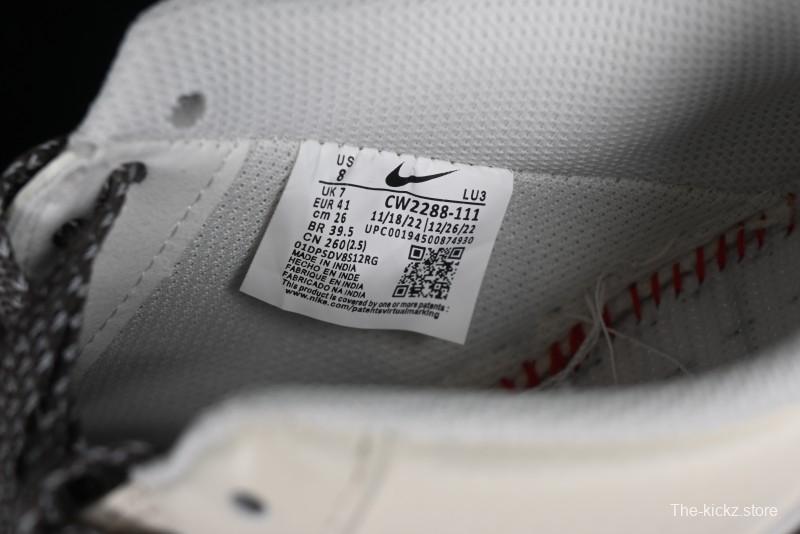 US
8
LU3
UK 7
CW2288-111
EUR 41
11/18/22 | 12/26/22
cm 26
UPC00194500874930
BR 39.5
CN 260(2.5)
01DPSDV8S12RG
MADE IN INDIA
HECHO EN INDE
FABRIQUE EN INDIA
FABRICADO NA INDIA
This product is covered by one or more patents:
www.nike.com/patentsvirtualmarking
The-kickz.store